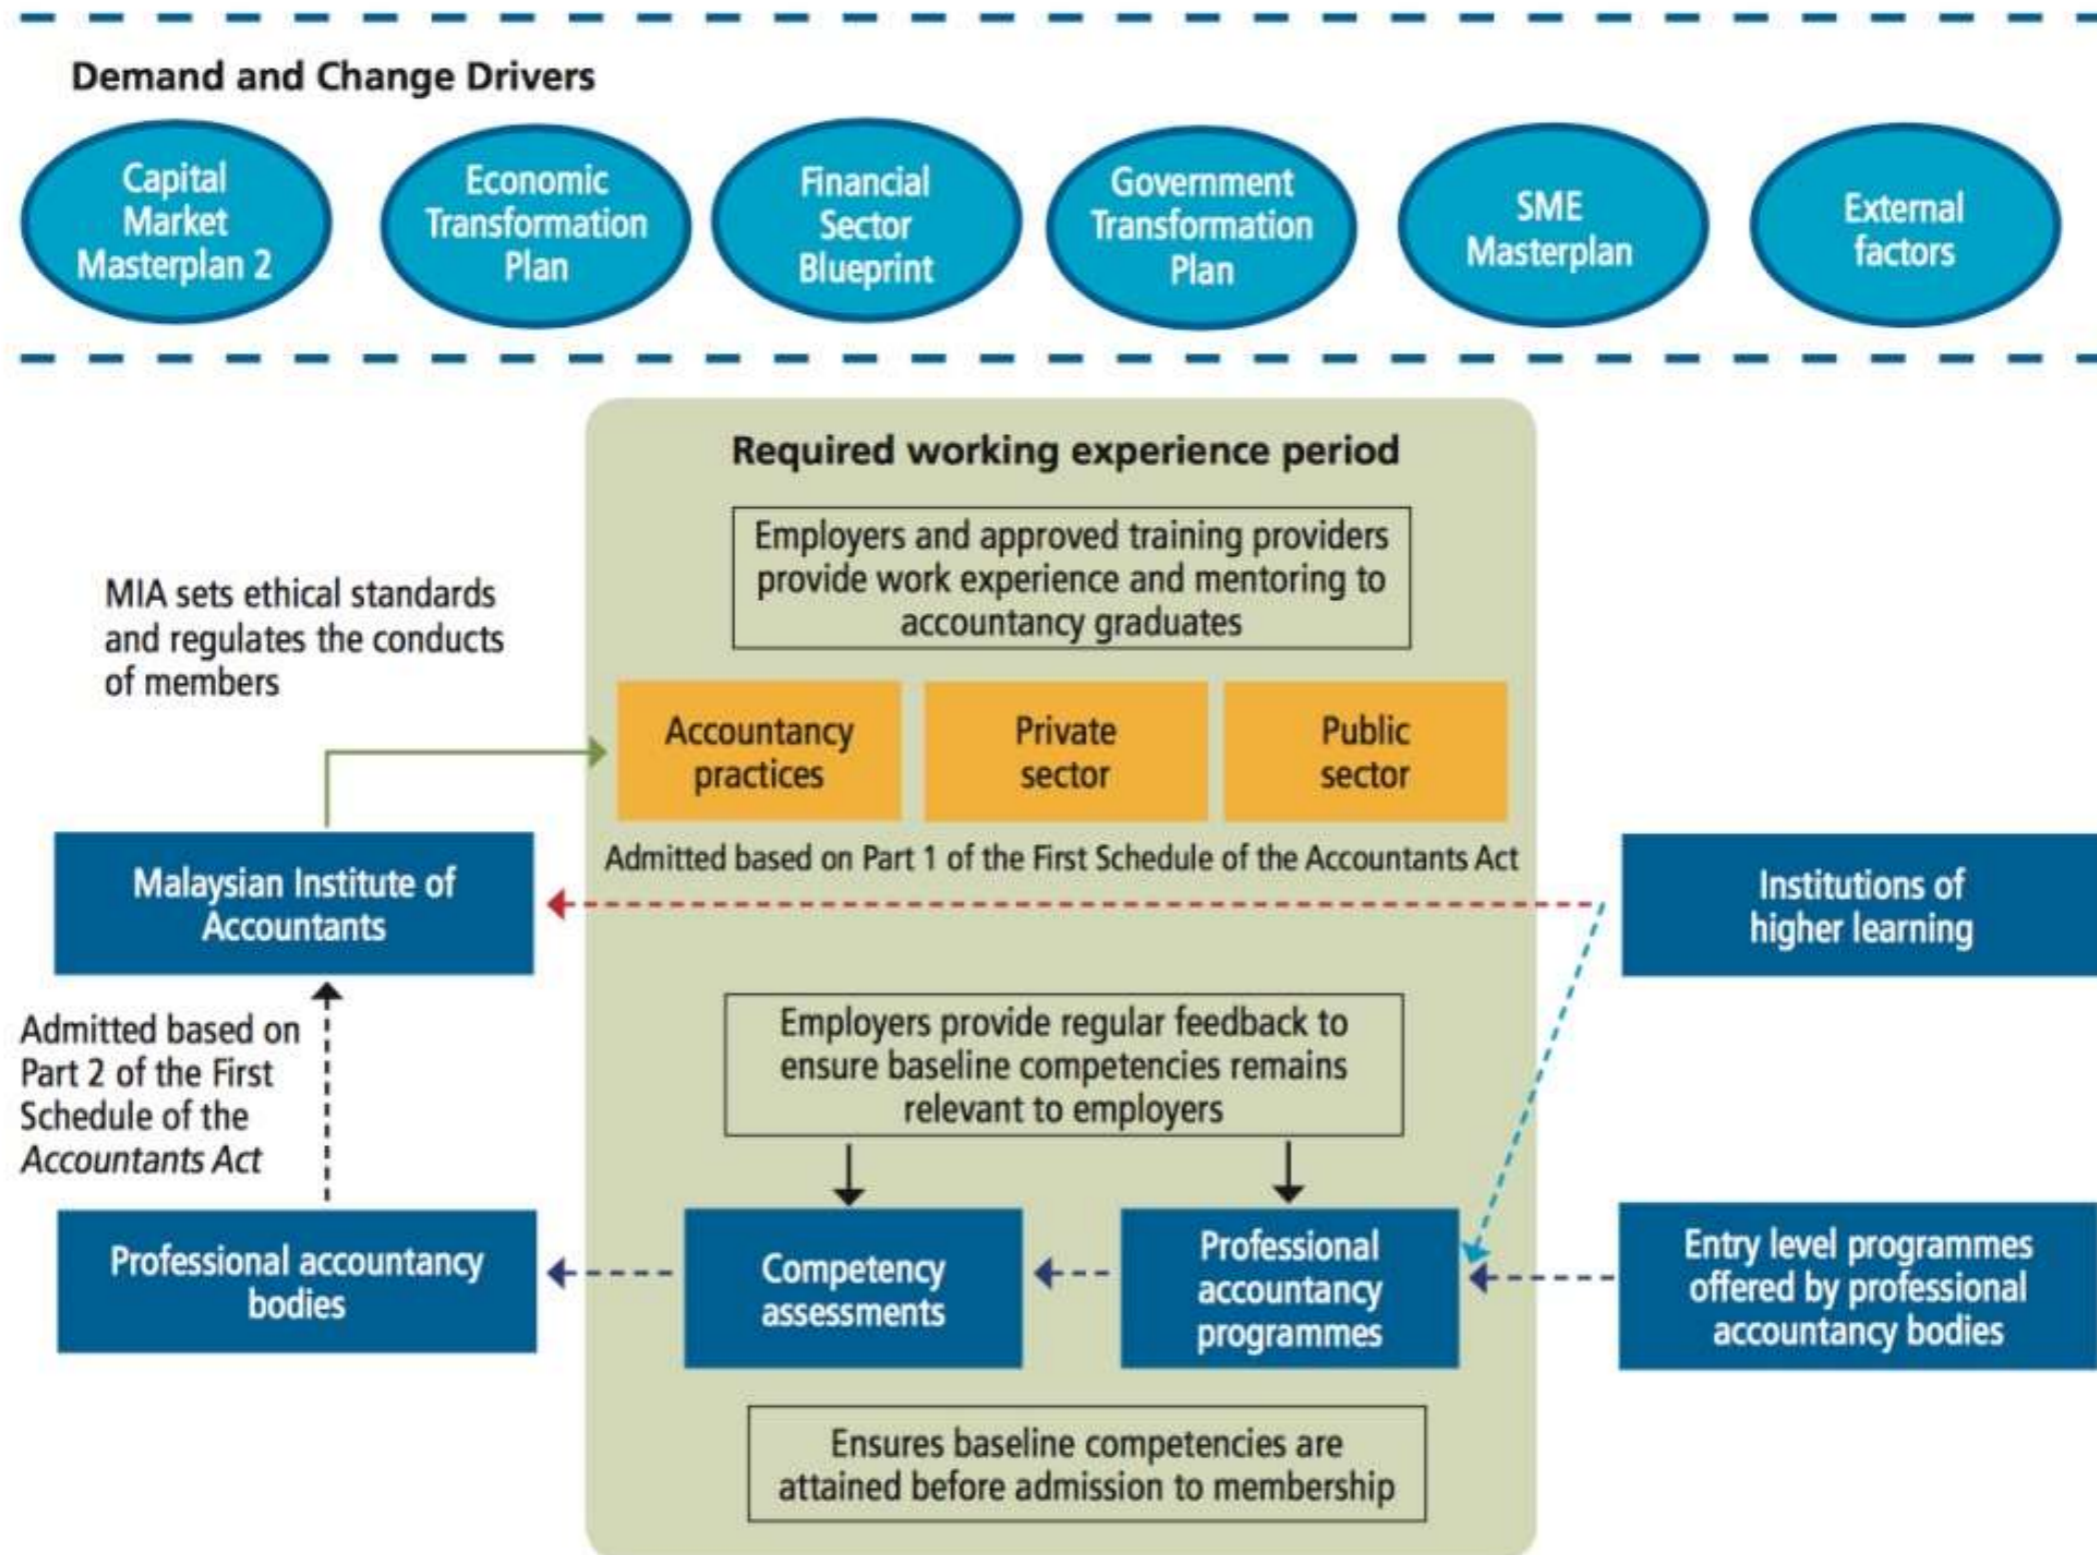 Demand and Change Drivers
Capital
Market
Masterplan 2
Economic
Transformation
Plan
Financial
Sector
Blueprint
Government
Transformation
Plan
SME
Masterplan
External
factors
Required working experience period
Employers and approved training providers
provide work experience and mentoring to
accountancy graduates
MIA sets ethical standards
and regulates the conducts
of members
Accountancy
practices
Private
sector
Public
sector
Admitted based on Part 1 of the First Schedule of the Accountants Act
Malaysian Institute of
Accountants
Institutions of
higher learning
Employers provide regular feedback to
ensure baseline competencies remains
relevant to employers
Admitted based on
Part 2 of the First
Schedule of the
Accountants Act
Professional accountancy
bodies
Competency
assessments
Professional
accountancy
programmes
Entry level programmes
offered by professional
accountancy bodies
Ensures baseline competencies are
attained before admission to membership